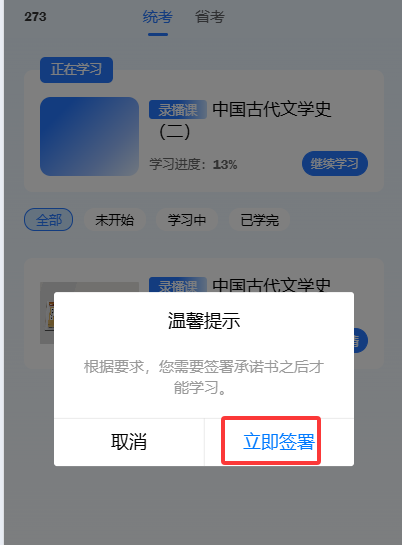 273
统考
省考
正在学习
录播课 中国古代文学史
（二）
学习进度：13%
继续学习
全部
未开始
学习中
已学完
录播课 中国古代文学史
温馨提示
根据要求，您需要签署承诺书之后才
能学习。
取消
立即签署